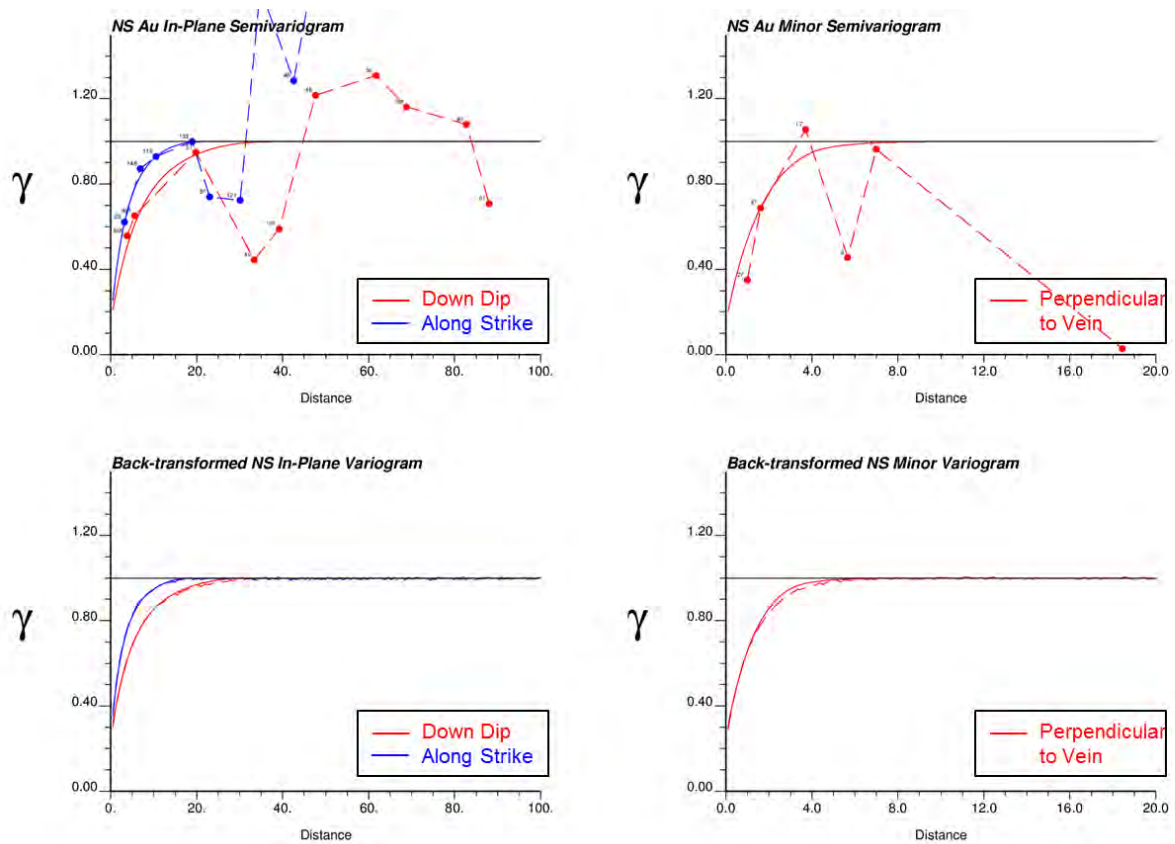 NS Au In-Plane Semivariogram
γ
1.20
0.80
0.40
0.00
0.
20.
40.
60.
80.
100.
Distance
Down Dip
Along Strike
NS Au Minor Semivariogram
γ
1.20
0.80
0.40
0.00
0.0
4.0
8.0
12.0
16.0
20.0
Distance
Perpendicular
to Vein
Back-transformed NS In-Plane Variogram
γ
1.20
0.80
0.40
0.00
0.
20.
40.
60.
80.
100.
Distance
Down Dip
Along Strike
Back-transformed NS Minor Variogram
γ
1.20
0.80
0.40
0.00
0.0
4.0
8.0
12.0
16.0
20.0
Distance
Perpendicular
to Vein